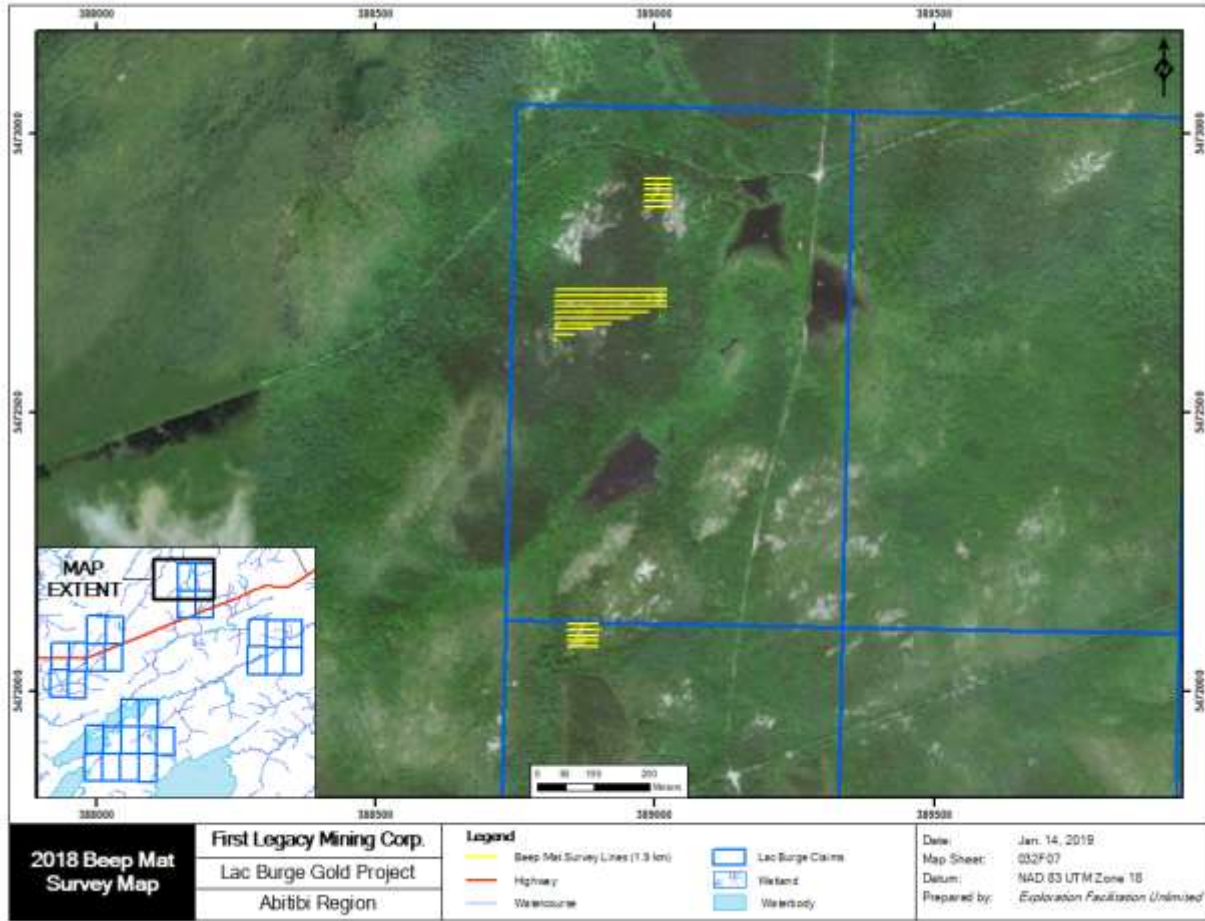 388000 388500 389000 389500
N
5473000 5473000
5472500 5472500
5472000 5472000
MAP
EXTENT
0 50 100 200
Meters
2018 Beep Mat
Survey Map
First Legacy Mining Corp.
Lac Burge Gold Project
Abitibi Region
Legend
Beep Mat Survey Lines (1.9 km)
Highway
Watercourse
Lac Burge Claims
Wetland
Waterbody
Date: Jan. 14, 2019
Map Sheet: 032F07
Datum: NAD 83 UTM Zone 18
Prepared by: Exploration Facilitation Unlimited
388000 388500 389000 389500